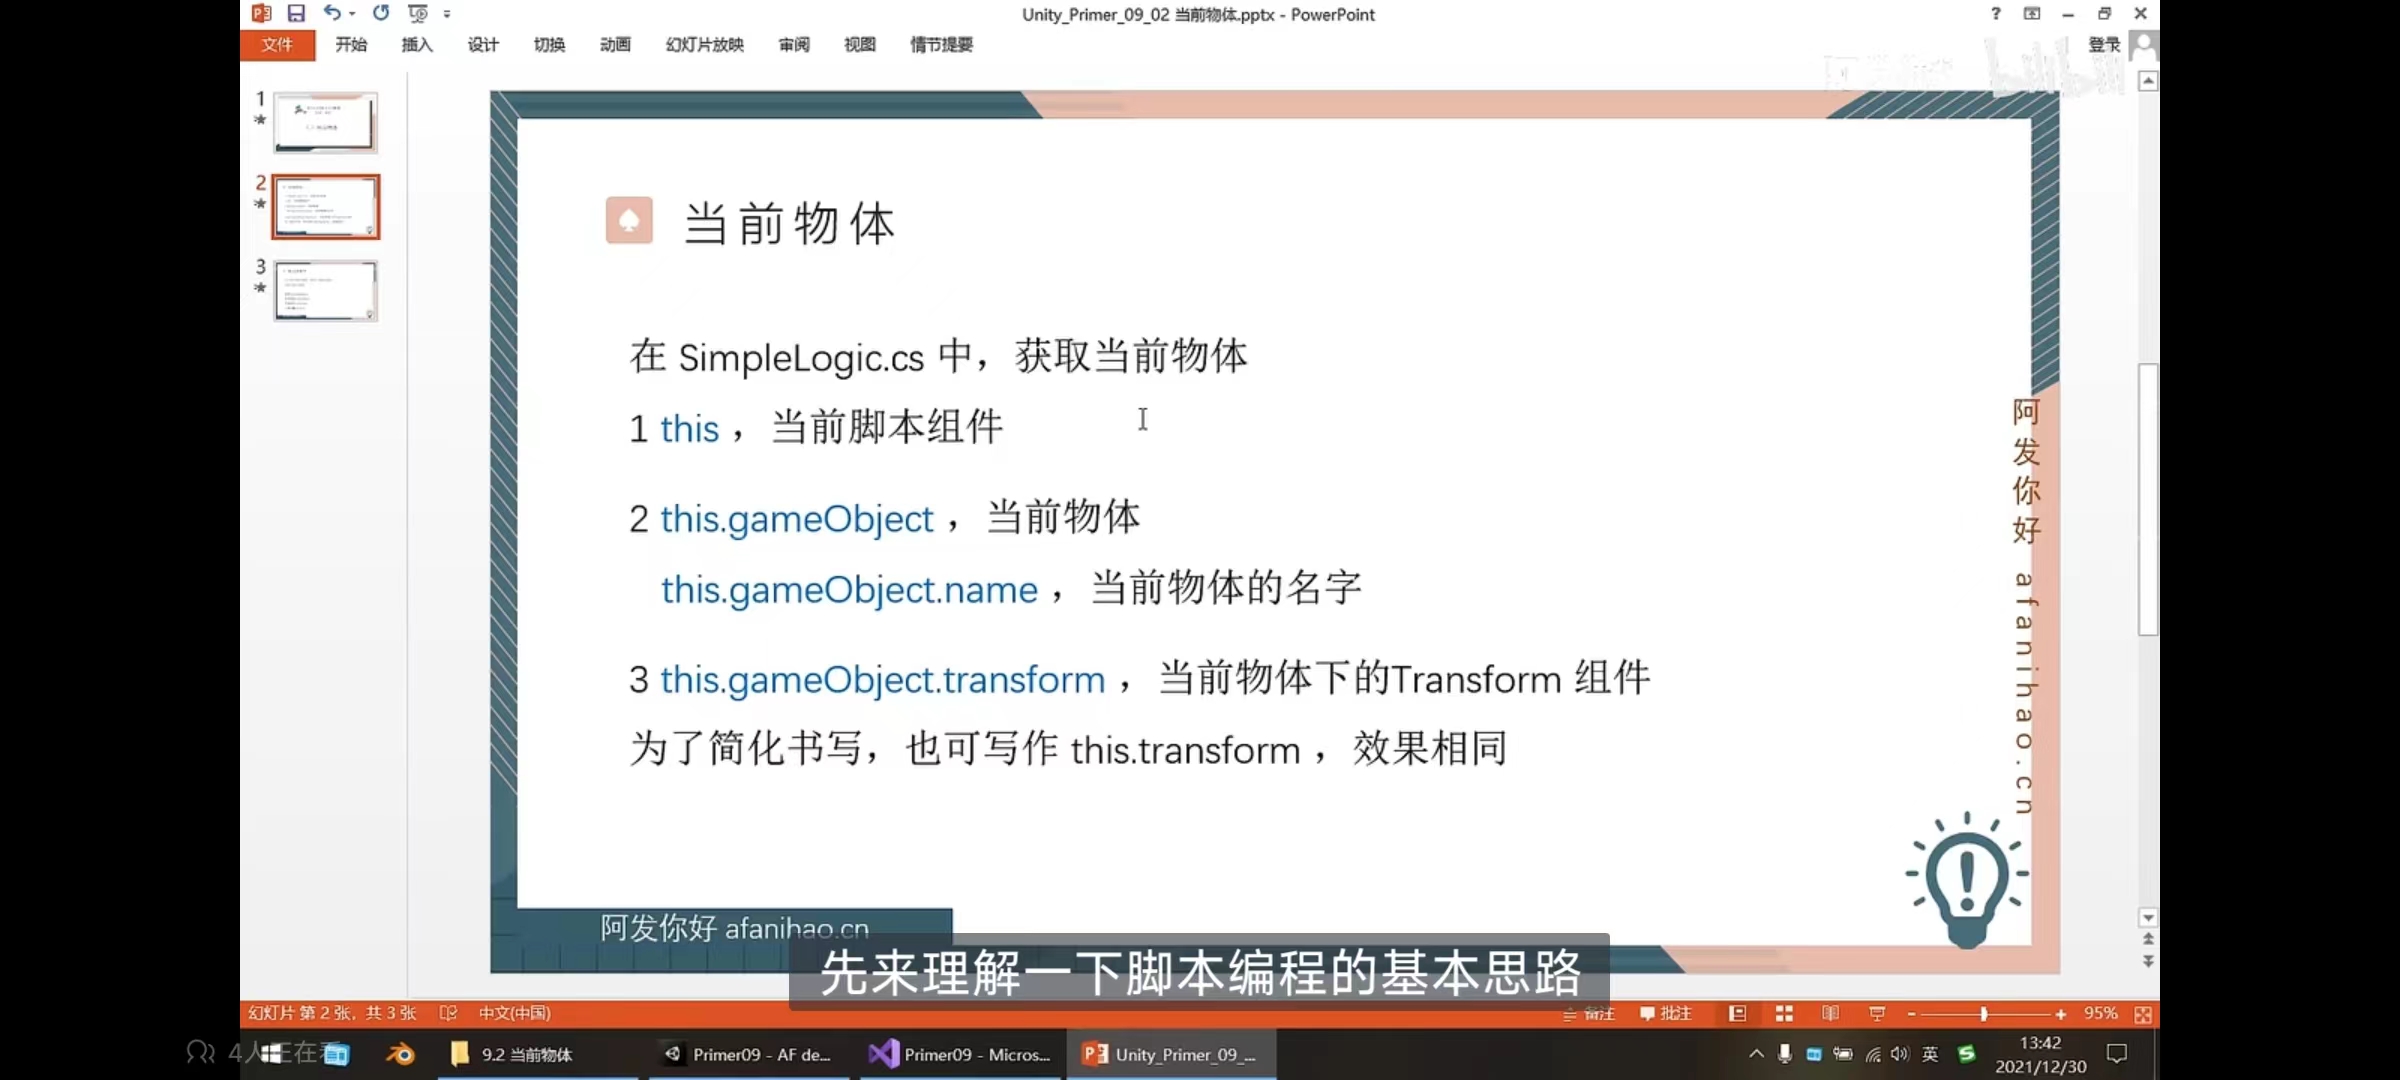 Unity_Primer_09_02 当前物体.pptx - PowerPoint
文件 开始 插入 设计 切换 动画 幻灯片放映 审阅 视图 情节提要 登录
1
2
3
当前物体
在 SimpleLogic.cs 中，获取当前物体
1 this ，当前脚本组件
2 this.gameObject ，当前物体
this.gameObject.name ，当前物体的名字
3 this.gameObject.transform ，当前物体下的Transform 组件
为了简化书写，也可写作 this.transform ，效果相同
阿发你好 afanihao.cn
阿发你好 afanihao.cn
先来理解一下脚本编程的基本思路
幻灯片 第 2 张，共 3 张 中文(中国) 备注 批注 95%
4人正在看
9.2 当前物体 Primer09 - AF de... Primer09 - Micros... Unity_Primer_09_...
英
13:42
2021/12/30